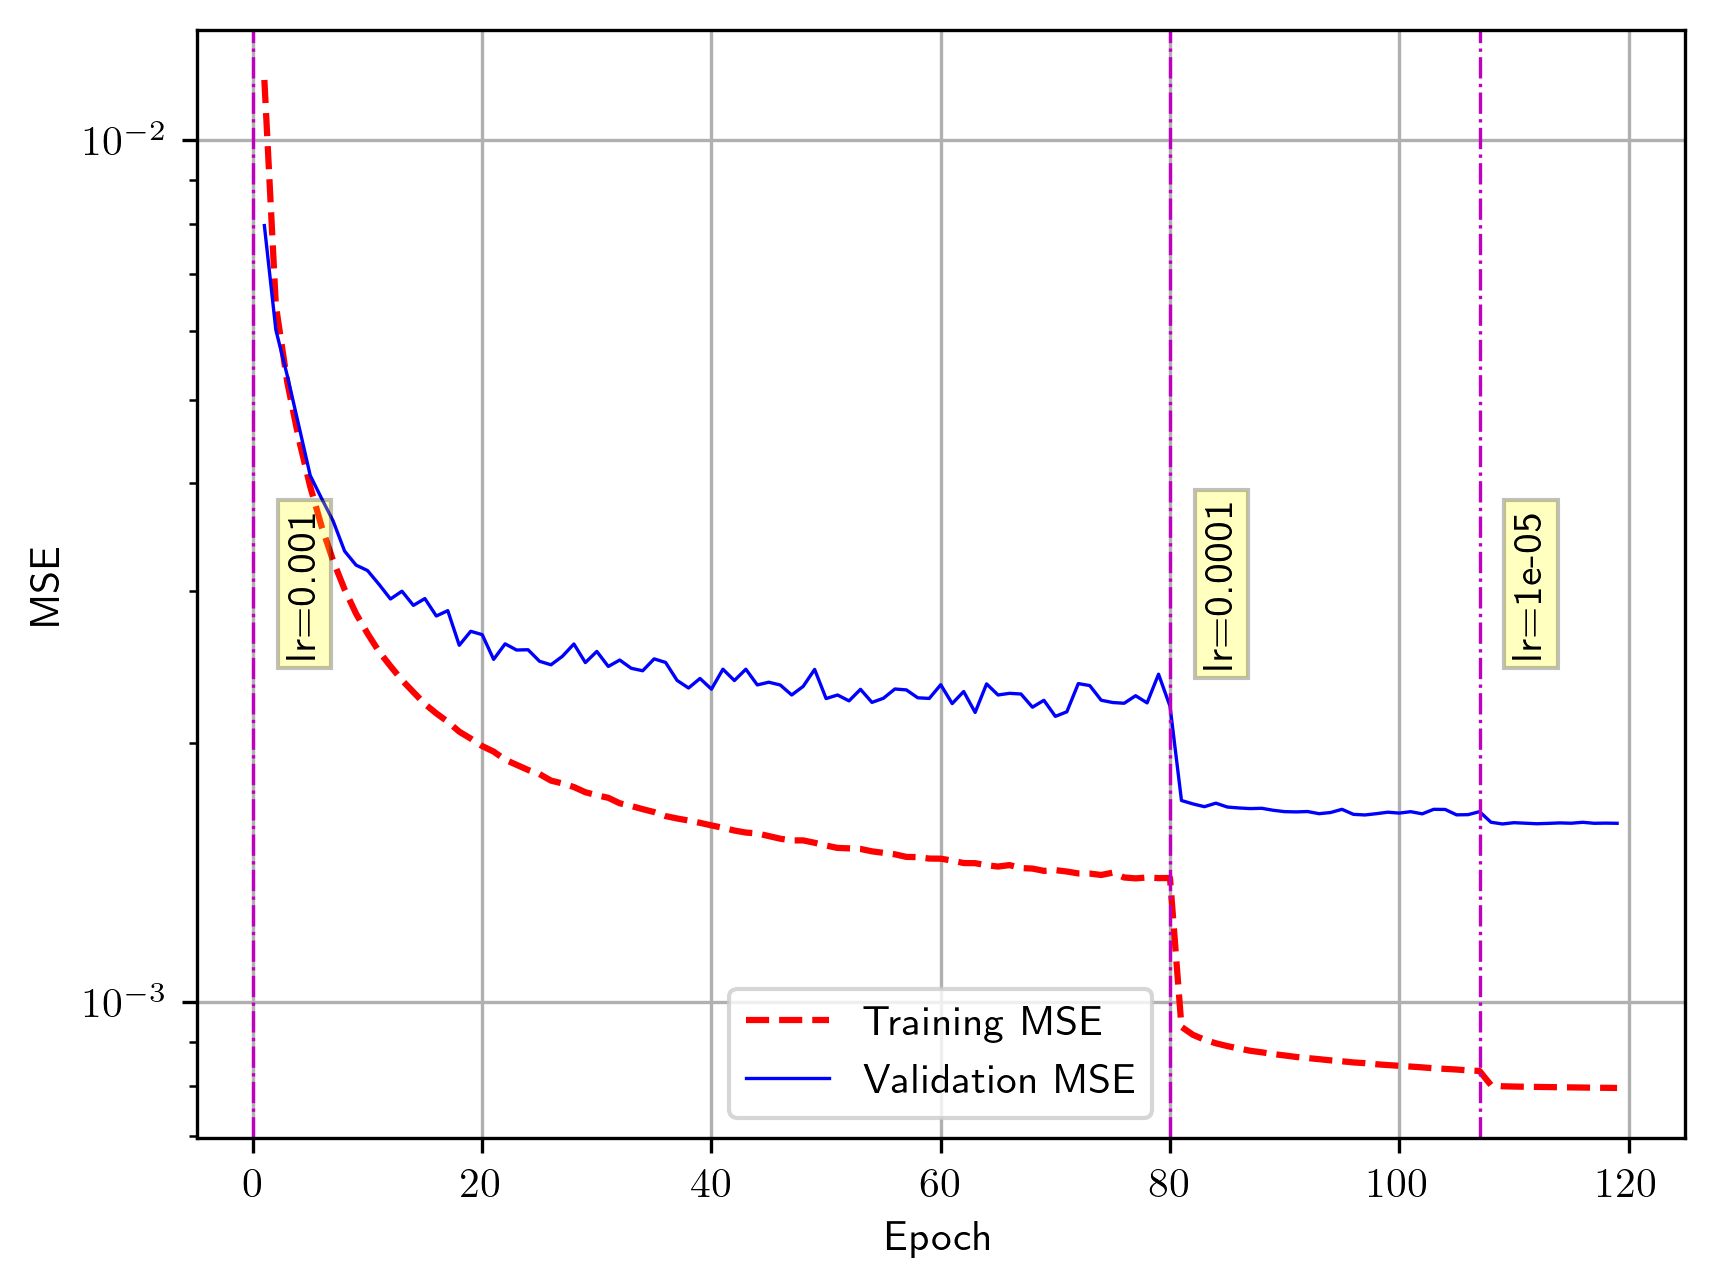 10⁻²
10⁻³
MSE
lr=0.001
lr=0.0001
lr=1e-05
Training MSE
Validation MSE
0 20 40 60 80 100 120
Epoch